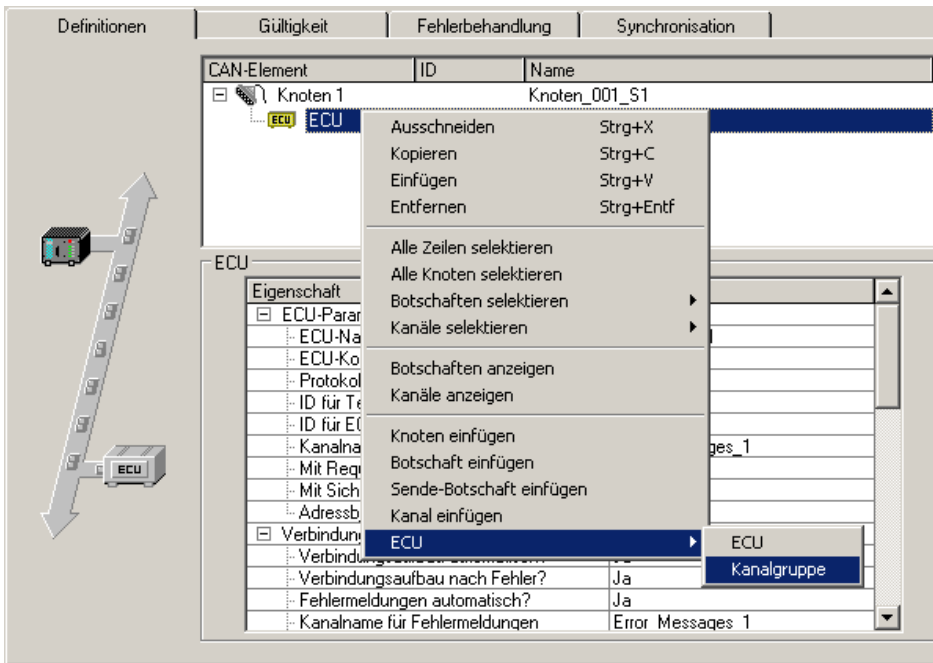 Definitionen Gültigkeit Fehlerbehandlung Synchronisation
CAN-Element ID Name
Knoten 1 Knoten_001_S1
ECU ECU
Ausschneiden Strg+X
Kopieren Strg+C
Einfügen Strg+V
Entfernen Strg+Entf
Alle Zeilen selektieren
Alle Knoten selektieren
Botschaften selektieren
Kanäle selektieren
Botschaften anzeigen
Kanäle anzeigen
Knoten einfügen
Botschaft einfügen
Sende-Botschaft einfügen
Kanal einfügen
ECU
ECU
Kanalgruppe
ECU
ECU
Eigenschaft
ECU-Parar
ECU-Na
ECU-Ko
Protokol
ID für Te
ID für E
Kanalna ges_1
Mit Requ
Mit Sich
Adressb
Verbindun
Verbindungsaufbau nach Fehler? Ja
Fehlermeldungen automatisch? Ja
Kanalname für Fehlermeldungen Error_Messages_1